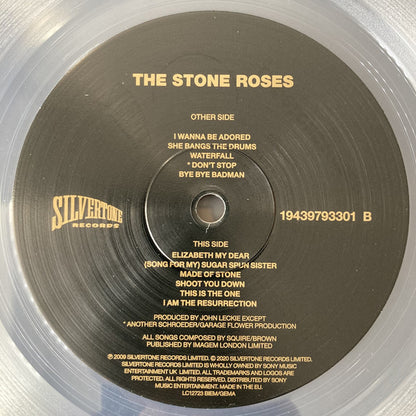 THE STONE ROSES
OTHER SIDE
I WANNA BE ADORED
SHE BANGS THE DRUMS
WATERFALL
* DON'T STOP
BYE BYE BADMAN
SILVERTONE
RECORDS
19439793301 B
THIS SIDE
ELIZABETH MY DEAR
(SONG FOR MY) SUGAR SPUN SISTER
MADE OF STONE
SHOOT YOU DOWN
THIS IS THE ONE
I AM THE RESURRECTION
PRODUCED BY JOHN LECKIE EXCEPT
* ANOTHER SCHROEDER/GARAGE FLOWER PRODUCTION
ALL SONGS COMPOSED BY SQUIRE/BROWN
PUBLISHED BY IMAGEM LONDON LIMITED
℗ 2009 SILVERTONE RECORDS LIMITED. © 2020 SILVERTONE RECORDS LIMITED.
SILVERTONE RECORDS LIMITED IS WHOLLY OWNED BY SONY MUSIC
ENTERTAINMENT UK LIMITED. ALL TRADEMARKS AND LOGOS ARE
PROTECTED. ALL RIGHTS RESERVED. DISTRIBUTED BY SONY
MUSIC ENTERTAINMENT. MADE IN THE EU.
LC12723 BIEM/GEMA